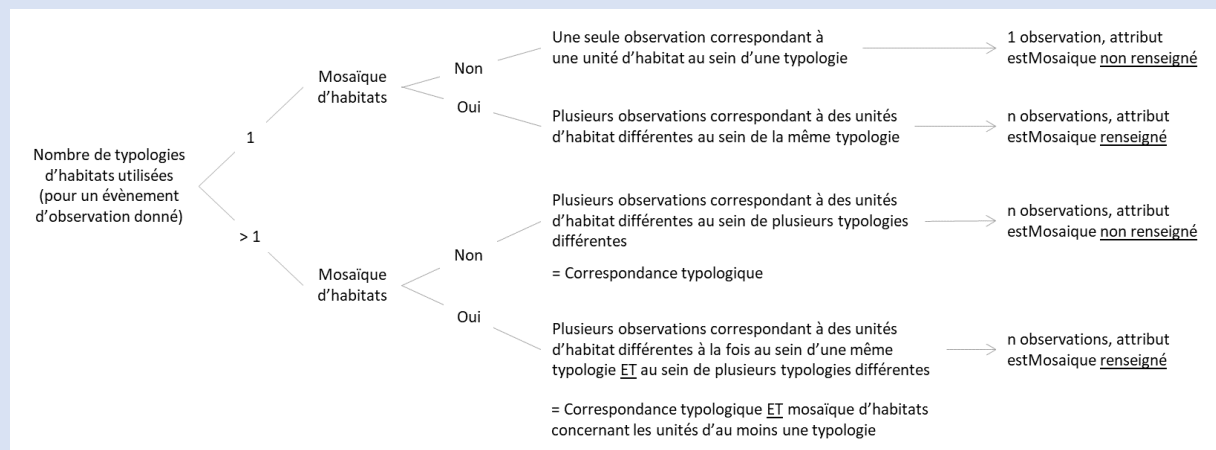 Nombre de typologies
d'habitats utilisées
(pour un évènement
d'observation donné)
1
Mosaïque
d'habitats
Non
Une seule observation correspondant à
une unité d'habitat au sein d'une typologie
1 observation, attribut
estMosaique non renseigné
Oui
Plusieurs observations correspondant à des unités
d'habitat différentes au sein de la même typologie
n observations, attribut
estMosaique renseigné
> 1
Mosaïque
d'habitats
Non
Plusieurs observations correspondant à des unités
d'habitat différentes au sein de plusieurs typologies
différentes
= Correspondance typologique
n observations, attribut
estMosaique non renseigné
Oui
Plusieurs observations correspondant à des unités
d'habitat différentes à la fois au sein d'une même
typologie ET au sein de plusieurs typologies différentes
= Correspondance typologique ET mosaïque d'habitats
concernant les unités d'au moins une typologie
n observations, attribut
estMosaique renseigné